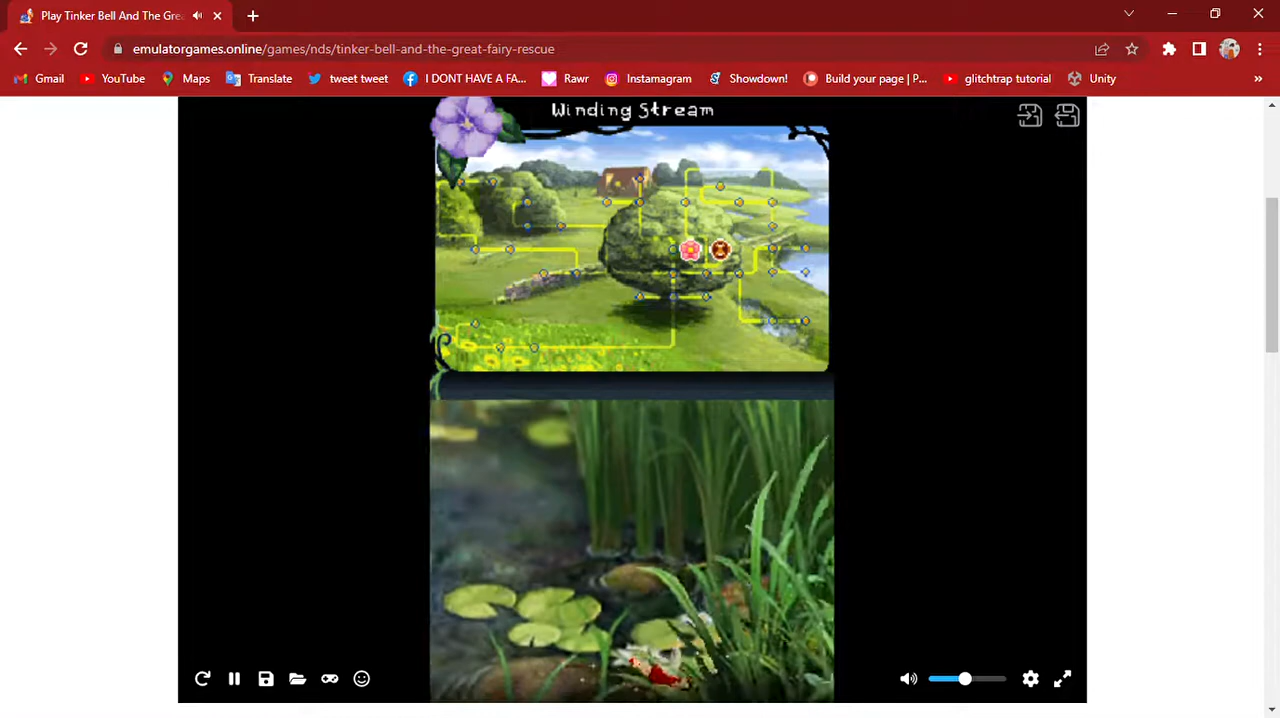 Play Tinker Bell And The Grea
emulatorgames.online/games/nds/tinker-bell-and-the-great-fairy-rescue
Gmail YouTube Maps Translate tweet tweet I DONT HAVE A FA... Rawr Instamagram Showdown! Build your page | P... glitchtrap tutorial Unity »
Winding Stream